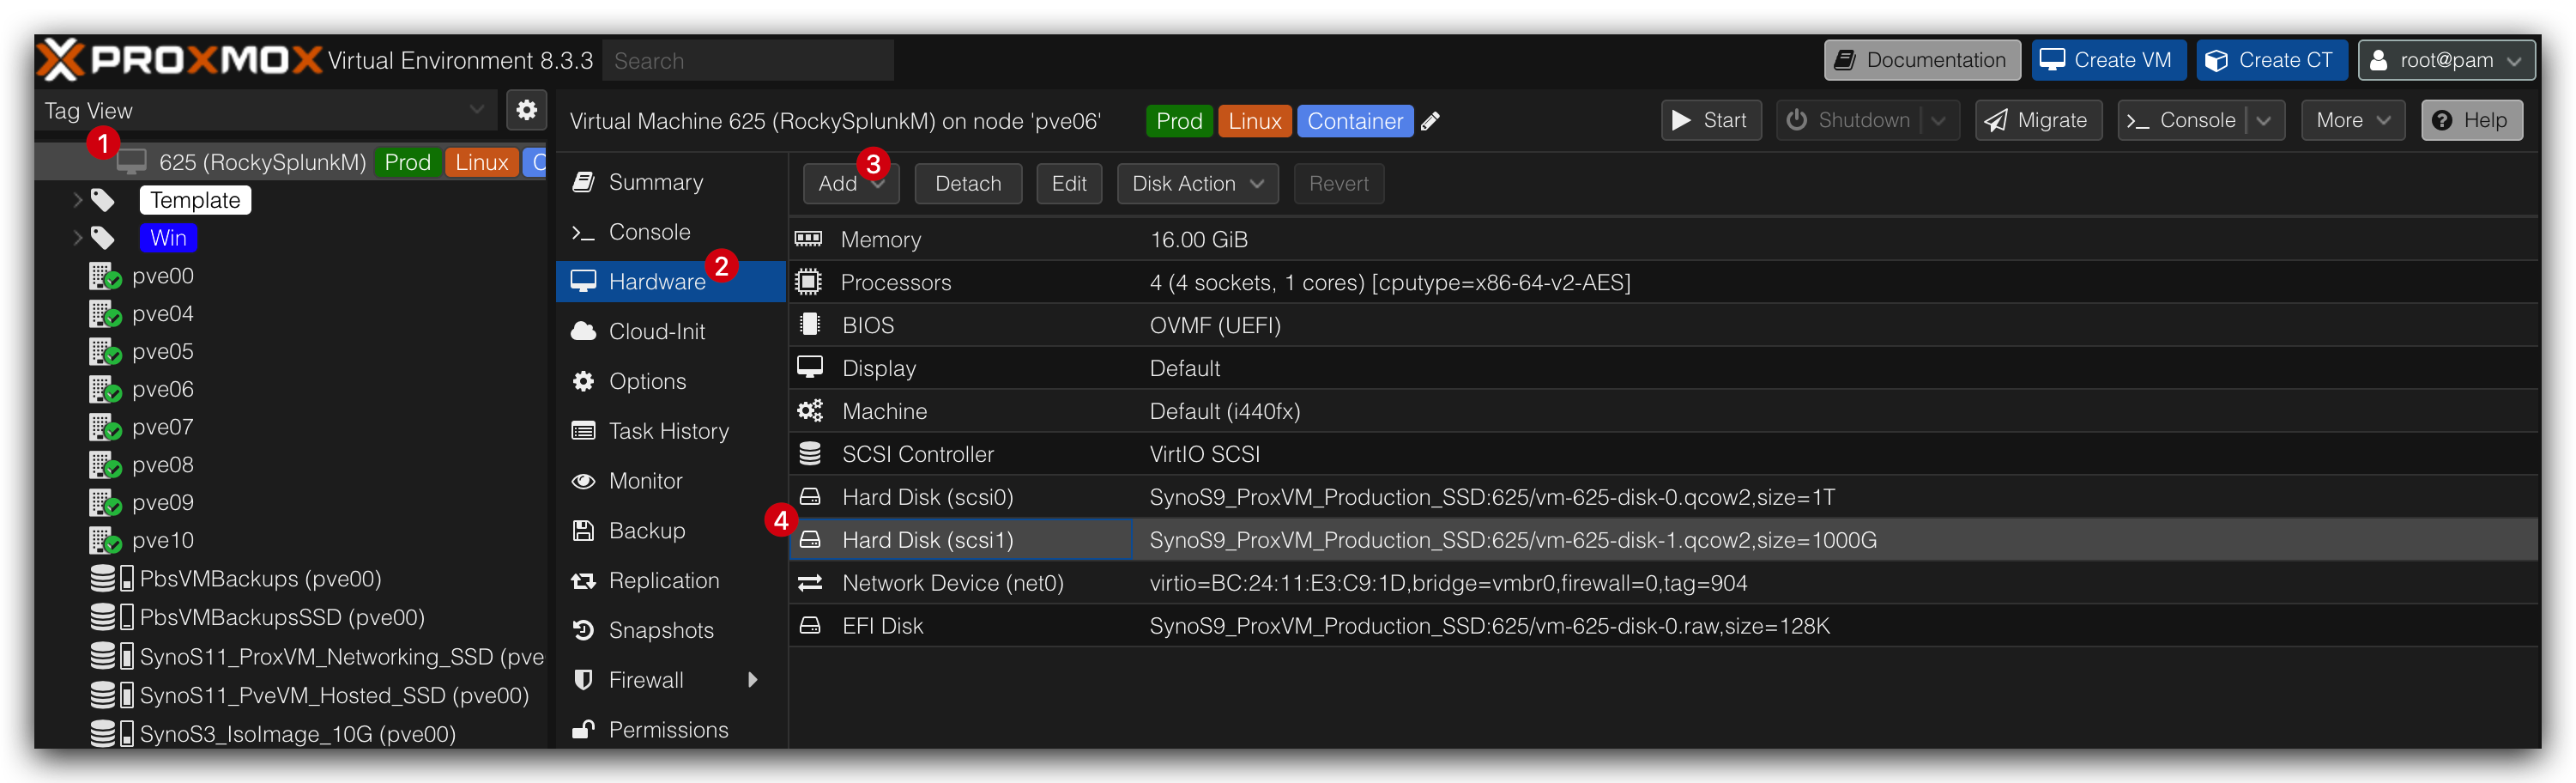 PROXMOX Virtual Environment 8.3.3 Search Documentation Create VM Create CT root@pam
Tag View
1
625 (RockySplunkM) Prod Linux C
Template
Win
pve00
pve04
pve05
pve06
pve07
pve08
pve09
pve10
PbsVMBackups (pve00)
PbsVMBackupsSSD (pve00)
SynoS11_ProxVM_Networking_SSD (pve
SynoS11_PveVM_Hosted_SSD (pve00)
SynoS3_IsoImage_10G (pve00)
Virtual Machine 625 (RockySplunkM) on node 'pve06' Prod Linux Container Start Shutdown Migrate Console More Help
Summary
Console
Hardware 2
Cloud-Init
Options
Task History
Monitor
Backup
Replication
Snapshots
Firewall
Permissions
Add 3 Detach Edit Disk Action Revert
Memory 16.00 GiB
Processors 4 (4 sockets, 1 cores) [cputype=x86-64-v2-AES]
BIOS OVMF (UEFI)
Display Default
Machine Default (i440fx)
SCSI Controller VirtIO SCSI
Hard Disk (scsi0) SynoS9_ProxVM_Production_SSD:625/vm-625-disk-0.qcow2,size=1T
4 Hard Disk (scsi1) SynoS9_ProxVM_Production_SSD:625/vm-625-disk-1.qcow2,size=1000G
Network Device (net0) virtio=BC:24:11:E3:C9:1D,bridge=vmbr0,firewall=0,tag=904
EFI Disk SynoS9_ProxVM_Production_SSD:625/vm-625-disk-0.raw,size=128K